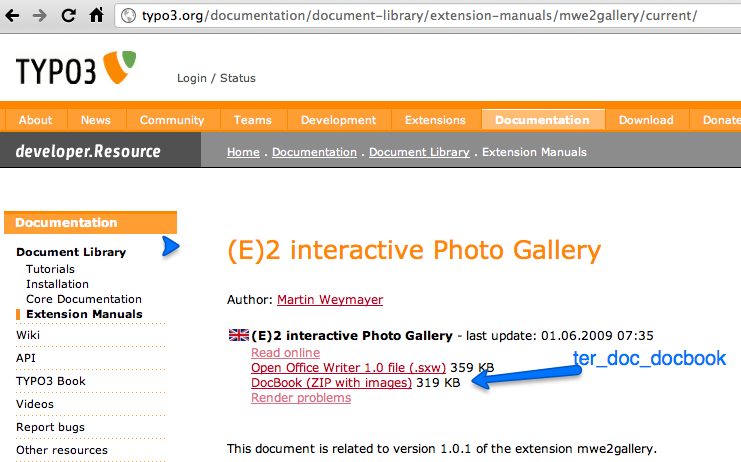 typo3.org/documentation/document-library/extension-manuals/mwe2gallery/current/
TYPO3
Login / Status
About News Community Teams Development Extensions Documentation Download Donate
developer.Resource
Home . Documentation . Document Library . Extension Manuals
Documentation
Document Library
Tutorials
Installation
Core Documentation
Extension Manuals
Wiki
API
TYPO3 Book
Videos
Report bugs
Other resources
(E)2 interactive Photo Gallery
Author: Martin Weymayer
(E)2 interactive Photo Gallery - last update: 01.06.2009 07:35
Read online
Open Office Writer 1.0 file (.sxw) 359 KB
ter_doc_docbook
DocBook (ZIP with images) 319 KB
Render problems
This document is related to version 1.0.1 of the extension mwe2gallery.